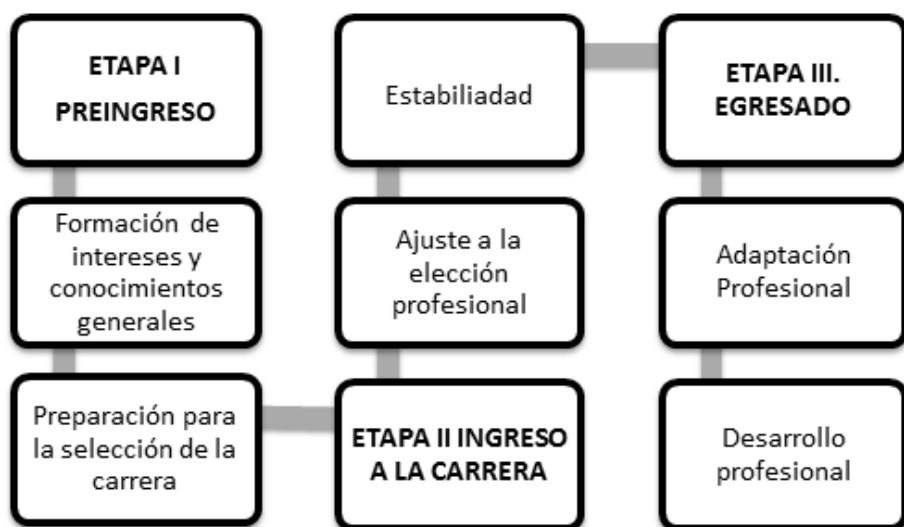 ETAPA I
PREINGRESO
Formación de
intereses y
conocimientos
generales
Preparación para
la selección de la
carrera
ETAPA II INGRESO
A LA CARRERA
Ajuste a la
elección
profesional
Estabiliadad
ETAPA III.
EGRESADO
Adaptación
Profesional
Desarrollo
profesional